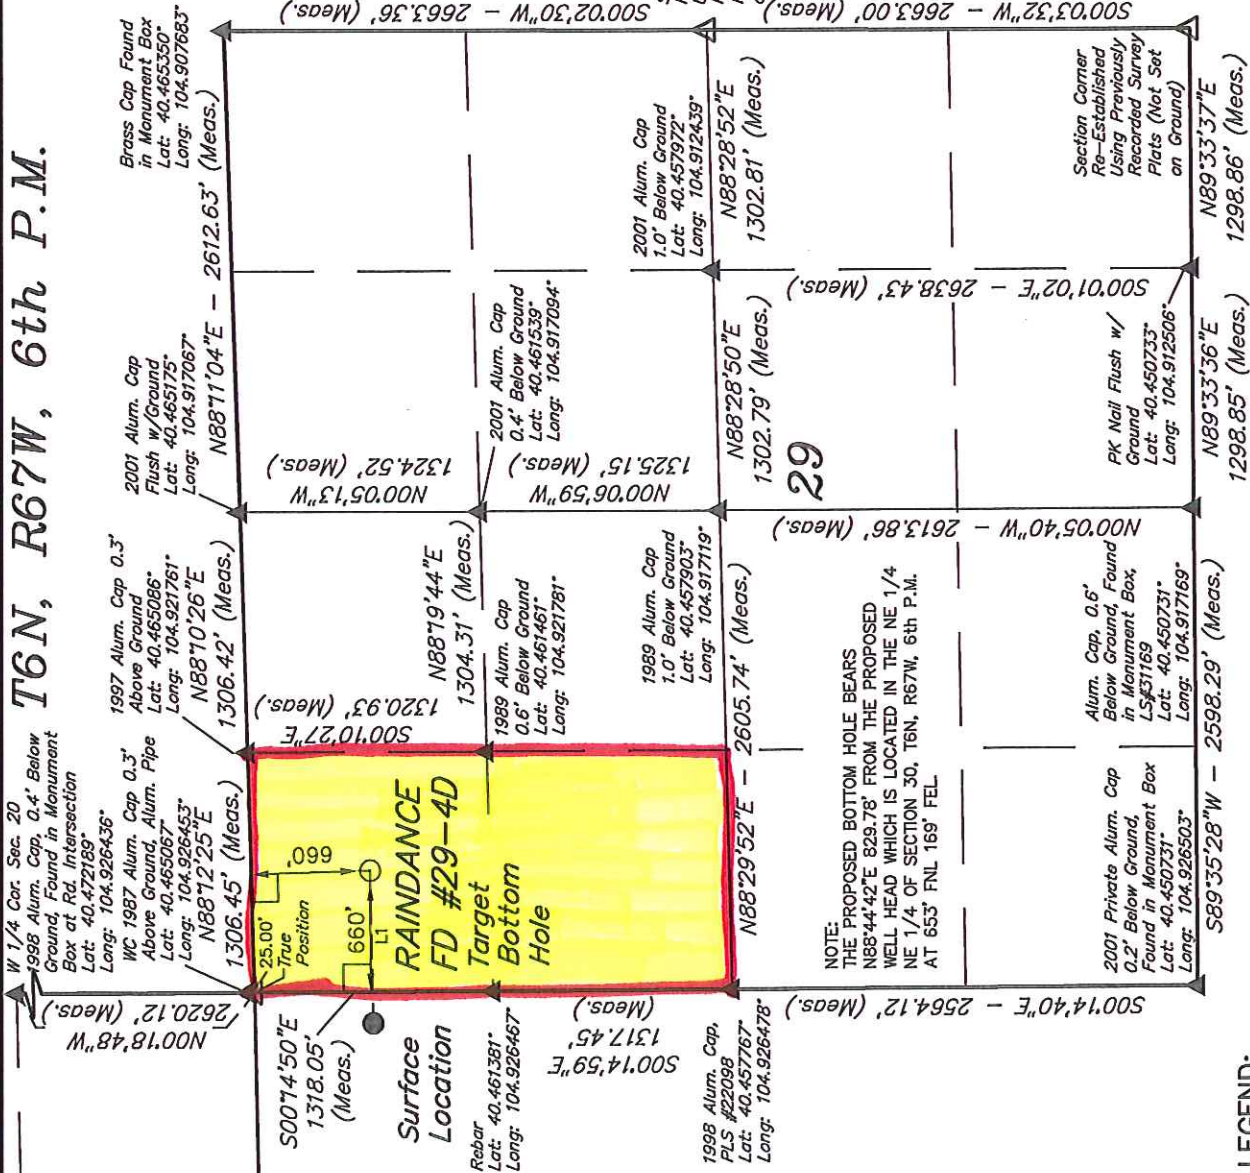 T6N, R67W, 6th P.M.
W 1/4 Cor. Sec. 20
1998 Alum. Cap, 0.4' Below
Ground, Found in Monument
Box at Rd. Intersection
Lat: 40.472189°
Long: 104.926436°
WC 1987 Alum. Cap 0.3'
Above Ground, Alum. Pipe
Lat: 40.465067°
Long: 104.926453°
N88°12'25"E
1306.45' (Meas.)
1997 Alum. Cap 0.3'
Above Ground
Lat: 40.465086°
Long: 104.921761°
N88°10'26"E
1306.42' (Meas.)
2001 Alum. Cap
Flush w/Ground
Lat: 40.465175°
Long: 104.917067°
N88°11'04"E - 2612.63' (Meas.)
Brass Cap Found
in Monument Box
Lat: 40.465350°
Long: 104.907683°
N00°18'48"W
2620.12' (Meas.)
25.00'
True
Position
660'
660'
L1
S00°14'50"E
1318.05'
(Meas.)
RAINDANCE
FD #29-4D
Target
Bottom
Hole
Surface
Location
S00°10'27"E
1320.93' (Meas.)
N88°19'44"E
1304.31' (Meas.)
1989 Alum. Cap
0.6' Below Ground
Lat: 40.461461°
Long: 104.921781°
N00°05'13"W
1324.52' (Meas.)
2001 Alum. Cap
0.4' Below Ground
Lat: 40.461539°
Long: 104.917094°
N00°06'59"W
1325.15' (Meas.)
S00°02'30"W - 2663.36' (Meas.)
Rebar
Lat: 40.461381°
Long: 104.926467°
S00°14'59"E
1317.45'
(Meas.)
1998 Alum. Cap,
PLS #22098
Lat: 40.457767°
Long: 104.926478°
N88°29'52"E - 2605.74' (Meas.)
1989 Alum. Cap
1.0' Below Ground
Lat: 40.457903°
Long: 104.917119°
N88°28'50"E
1302.79' (Meas.)
2001 Alum. Cap
1.0' Below Ground
Lat: 40.457972°
Long: 104.912439°
N88°28'52"E
1302.81' (Meas.)
29
NOTE:
THE PROPOSED BOTTOM HOLE BEARS
N88°44'42"E 829.78' FROM THE PROPOSED
WELL HEAD WHICH IS LOCATED IN THE NE 1/4
NE 1/4 OF SECTION 30, T6N, R67W, 6th P.M.
AT 653' FNL 169' FEL.
S00°14'40"E - 2564.12' (Meas.)
N00°05'40"W - 2613.86' (Meas.)
S00°01'02"E - 2638.43' (Meas.)
S00°03'32"W - 2663.00' (Meas.)
2001 Private Alum. Cap
0.2' Below Ground,
Found in Monument Box
Lat: 40.450731°
Long: 104.926503°
Alum. Cap, 0.6'
Below Ground, Found
in Monument Box,
LS#31169
Lat: 40.450731°
Long: 104.917169°
PK Nail Flush w/
Ground
Lat: 40.450733°
Long: 104.912506°
Section Corner
Re-Established
Using Previously
Recorded Survey
Plats (Not Set
on Ground)
S89°35'28"W - 2598.29' (Meas.)
N89°33'36"E
1298.85' (Meas.)
N89°33'37"E
1298.86' (Meas.)
LEGEND: